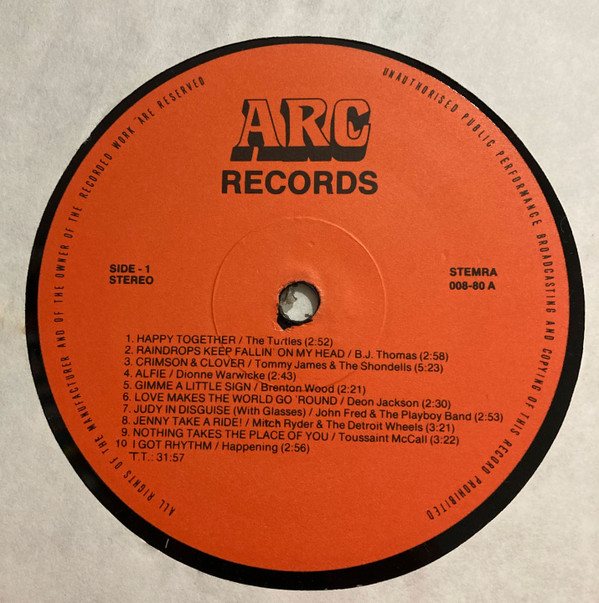 ALL RIGHTS OF THE MANUFACTURER AND OF THE OWNER OF THE RECORDED WORK ARE RESERVED
UNAUTHORISED PUBLIC PERFORMANCE BROADCASTING AND COPYING OF THIS RECORD PROHIBITED
ARC
RECORDS
SIDE - 1
STEREO
STEMRA
008-80 A
1. HAPPY TOGETHER / The Turties (2:52)
2. RAINDROPS KEEP FALLIN' ON MY HEAD / B.J. Thomas (2:58)
3. CRIMSON & CLOVER / Tommy James & The Shondells (5:23)
4. ALFIE / Dionne Warwicke (2:43)
5. GIMME A LITTLE SIGN / Brenton Wood (2:21)
6. LOVE MAKES THE WORLD GO 'ROUND / Deon Jackson (2:30)
7. JUDY IN DISGUISE (With Glasses) / John Fred & The Playboy Band (2:53)
8. JENNY TAKE A RIDE! / Mitch Ryder & The Detroit Wheels (3:21)
9. NOTHING TAKES THE PLACE OF YOU / Toussaint McCall (3:22)
10 I GOT RHYTHM / Happening (2:56)
T.T.: 31:57